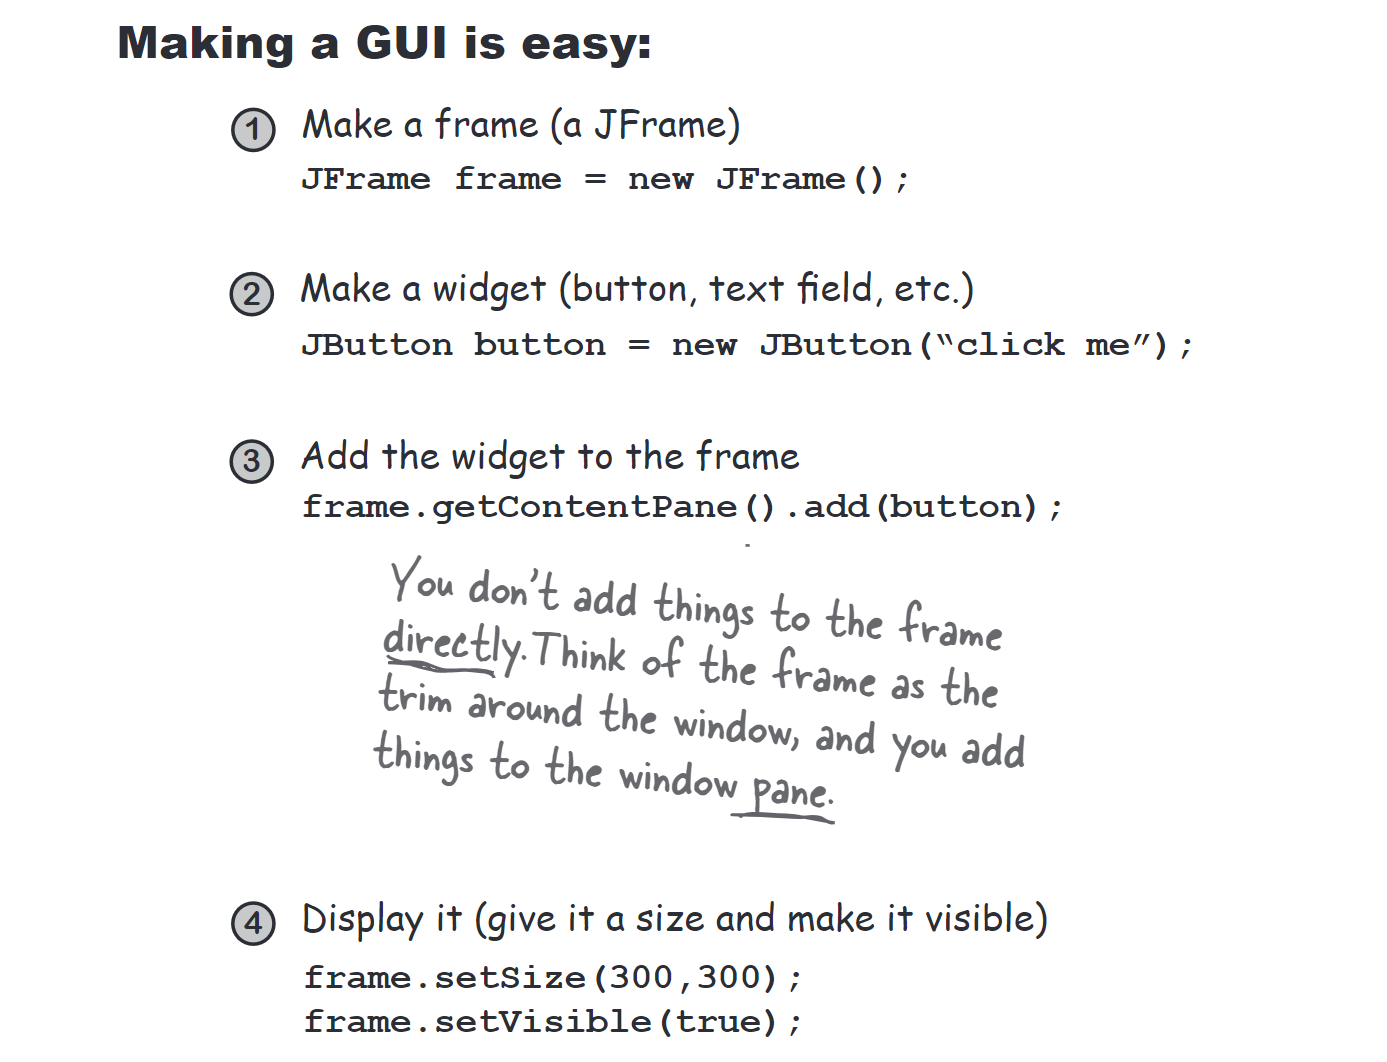 Making a GUI is easy:
1 Make a frame (a JFrame)
JFrame frame = new JFrame();
2 Make a widget (button, text field, etc.)
JButton button = new JButton(“click me”);
3 Add the widget to the frame
frame.getContentPane().add(button);
You don't add things to the frame
directly. Think of the frame as the
trim around the window, and you add
things to the window pane.
4 Display it (give it a size and make it visible)
frame.setSize(300,300);
frame.setVisible(true);